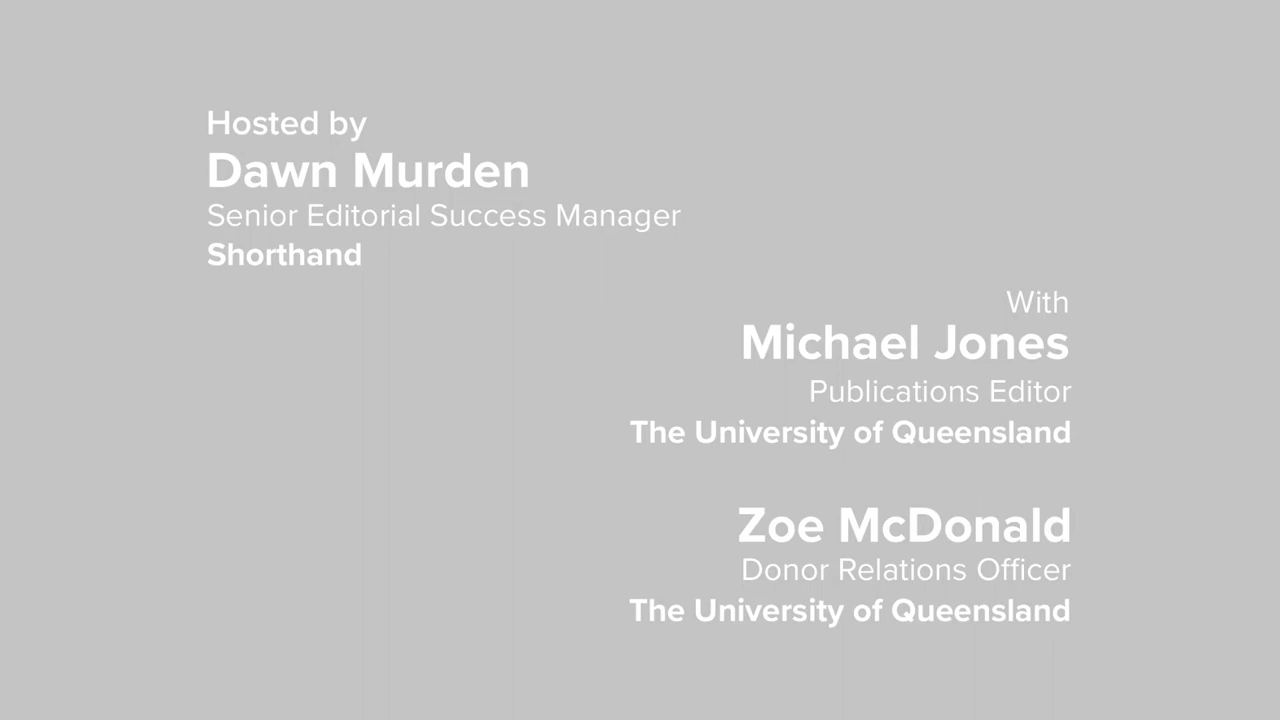 Hosted by
Dawn Murden
Senior Editorial Success Manager
Shorthand
With
Michael Jones
Publications Editor
The University of Queensland
Zoe McDonald
Donor Relations Officer
The University of Queensland